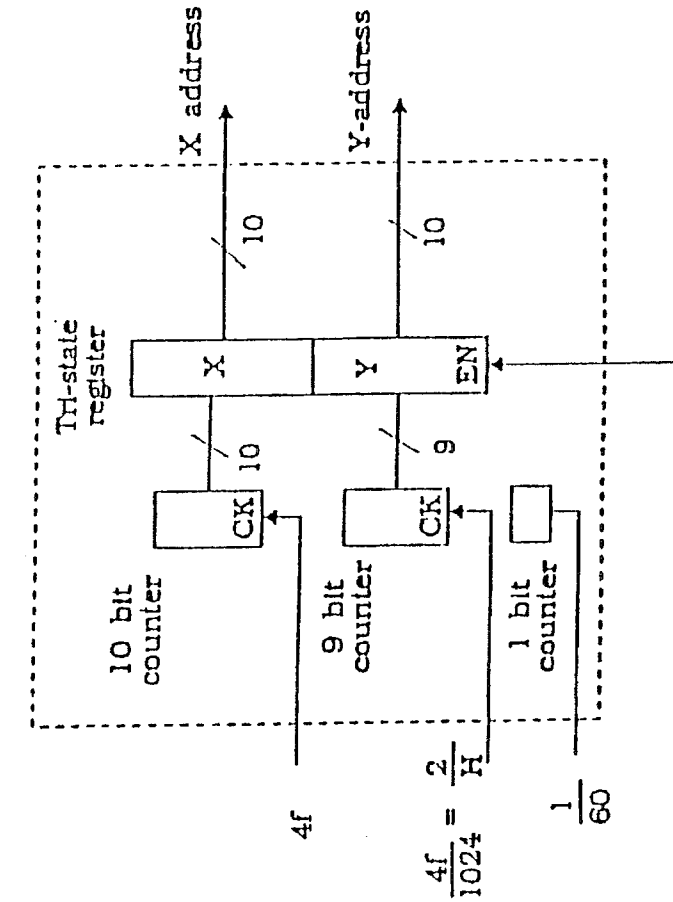 1
60
4f
1024
=
2
H
4f
1 bit
counter
9 bit
counter
10 bit
counter
CK
CK
9
10
Tri-state
register
EN
Y
X
10
10
Y-address
X address